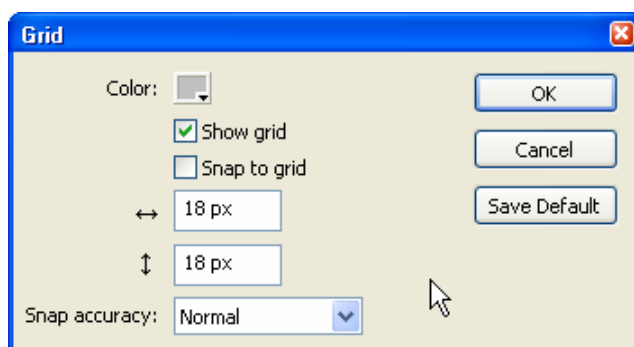 Grid
Color:
OK
Show grid
Cancel
Snap to grid
18 px
Save Default
18 px
Snap accuracy: Normal